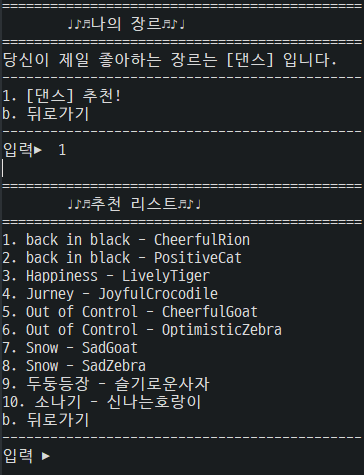 ========================================
♩♪♬나의 장르♬♪♩
========================================
당신이 제일 좋아하는 장르는 [댄스] 입니다.
----------------------------------------
1. [댄스] 추천!
b. 뒤로가기
----------------------------------------
입력▶ 1
========================================
♩♪♬추천 리스트♬♪♩
========================================
1. back in black - CheerfulRion
2. back in black - PositiveCat
3. Happiness - LivelyTiger
4. Jurney - JoyfulCrocodile
5. Out of Control - CheerfulGoat
6. Out of Control - OptimisticZebra
7. Snow - SadGoat
8. Snow - SadZebra
9. 두둥등장 - 슬기로운사자
10. 소나기 - 신나는호랑이
b. 뒤로가기
----------------------------------------
입력 ▶